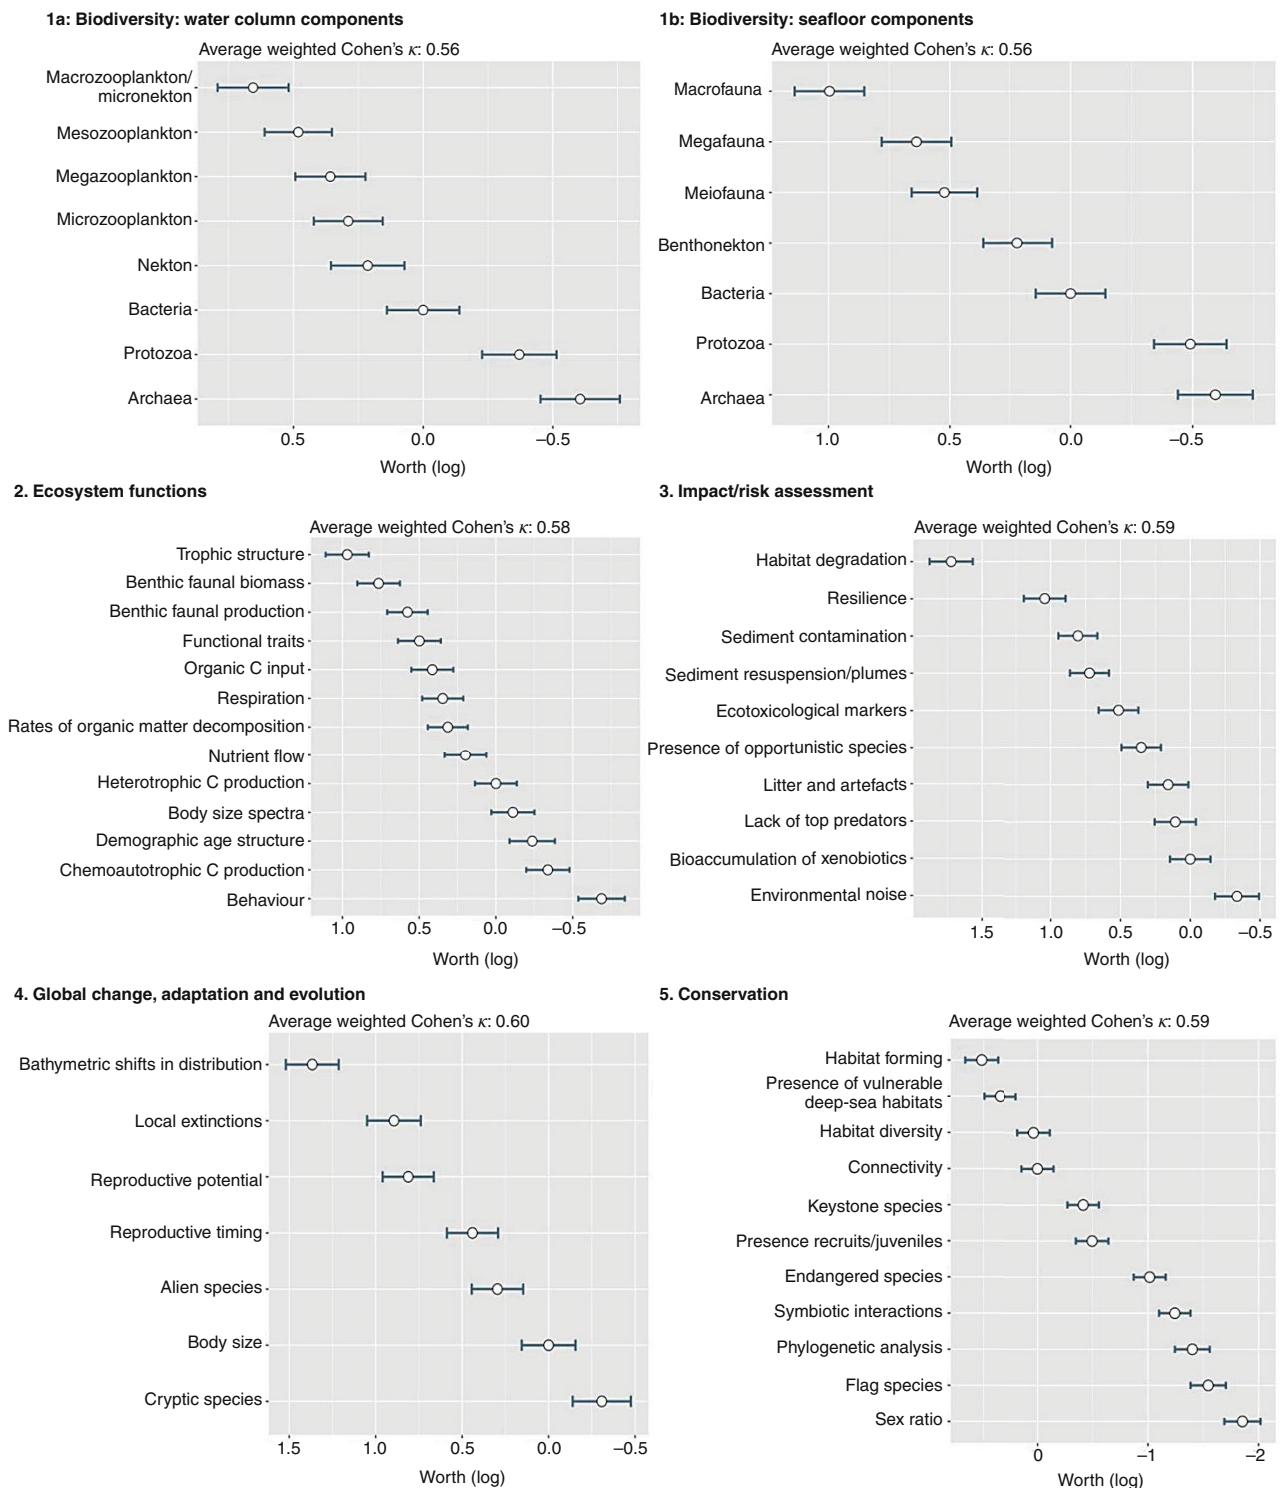 1a: Biodiversity: water column components
Average weighted Cohen's κ: 0.56
Macrozooplankton/
micronekton
Mesozooplankton
Megazooplankton
Microzooplankton
Nekton
Bacteria
Protozoa
Archaea
0.5 0.0 –0.5
Worth (log)
1b: Biodiversity: seafloor components
Average weighted Cohen's κ: 0.56
Macrofauna
Megafauna
Meiofauna
Benthonekton
Bacteria
Protozoa
Archaea
1.0 0.5 0.0 –0.5
Worth (log)
2. Ecosystem functions
Average weighted Cohen's κ: 0.58
Trophic structure
Benthic faunal biomass
Benthic faunal production
Functional traits
Organic C input
Respiration
Rates of organic matter decomposition
Nutrient flow
Heterotrophic C production
Body size spectra
Demographic age structure
Chemoautotrophic C production
Behaviour
1.0 0.5 0.0 –0.5
Worth (log)
3. Impact/risk assessment
Average weighted Cohen's κ: 0.59
Habitat degradation
Resilience
Sediment contamination
Sediment resuspension/plumes
Ecotoxicological markers
Presence of opportunistic species
Litter and artefacts
Lack of top predators
Bioaccumulation of xenobiotics
Environmental noise
1.5 1.0 0.5 0.0 –0.5
Worth (log)
4. Global change, adaptation and evolution
Average weighted Cohen's κ: 0.60
Bathymetric shifts in distribution
Local extinctions
Reproductive potential
Reproductive timing
Alien species
Body size
Cryptic species
1.5 1.0 0.5 0.0 –0.5
Worth (log)
5. Conservation
Average weighted Cohen's κ: 0.59
Habitat forming
Presence of vulnerable
deep-sea habitats
Habitat diversity
Connectivity
Keystone species
Presence recruits/juveniles
Endangered species
Symbiotic interactions
Phylogenetic analysis
Flag species
Sex ratio
0 –1 –2
Worth (log)